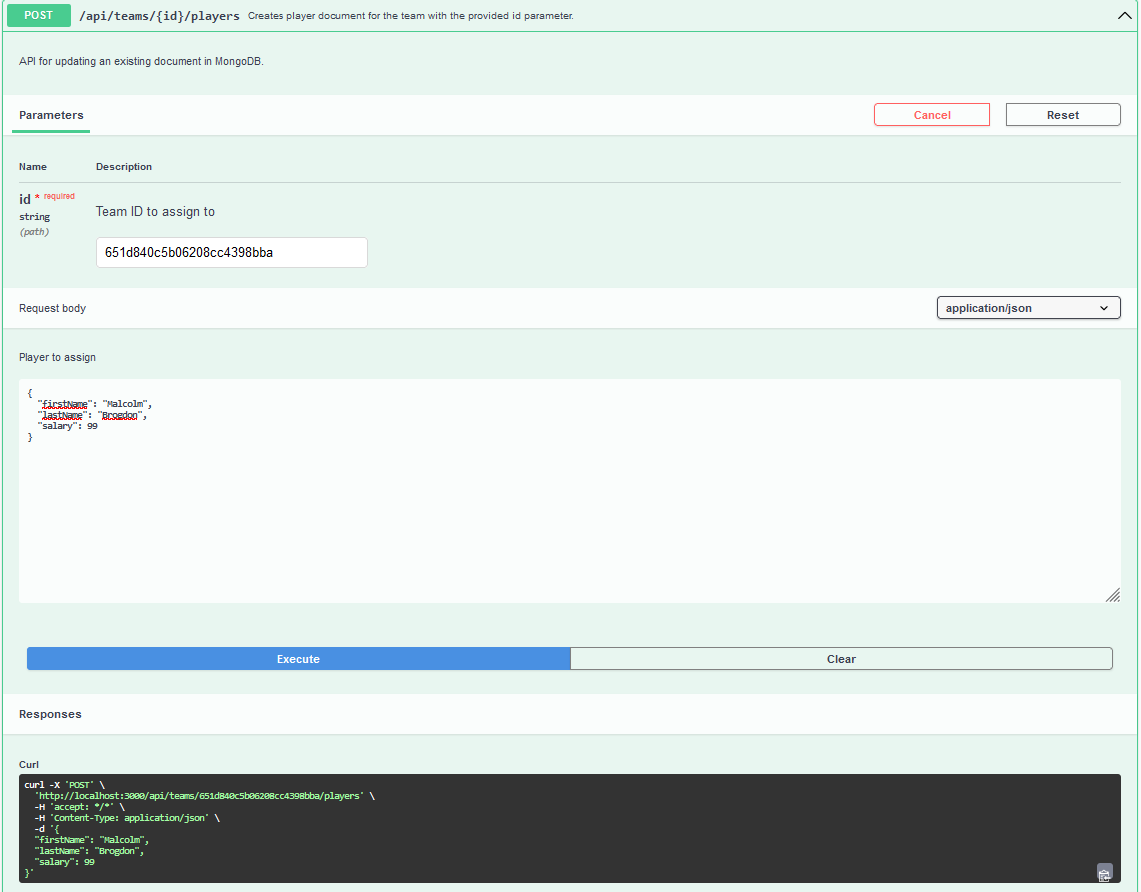 POST /api/teams/{id}/players Creates player document for the team with the provided id parameter.
API for updating an existing document in MongoDB.
Parameters Cancel Reset
Name Description
id * required
string
(path)
Team ID to assign to
651d840c5b06208cc4398bba
Request body application/json
Player to assign
{
"firstName": "Malcolm",
"lastName": "Brogdon",
"salary": 99
}
Execute Clear
Responses
Curl
curl -X 'POST' \
'http://localhost:3000/api/teams/651d840c5b06208cc4398bba/players' \
-H 'accept: */*' \
-H 'Content-Type: application/json' \
-d '{
"firstName": "Malcolm",
"lastName": "Brogdon",
"salary": 99
}'